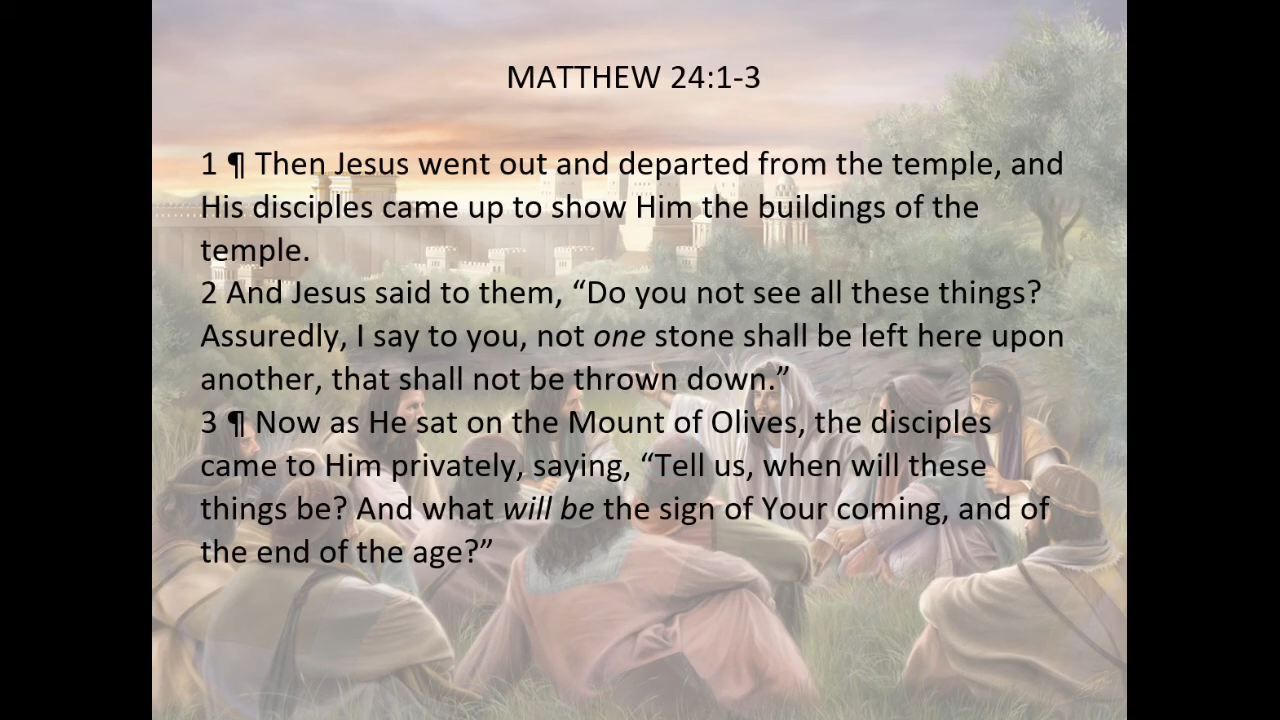 MATTHEW 24:1-3
1 ¶ Then Jesus went out and departed from the temple, and
His disciples came up to show Him the buildings of the
temple.
2 And Jesus said to them, “Do you not see all these things?
Assuredly, I say to you, not one stone shall be left here upon
another, that shall not be thrown down.”
3 ¶ Now as He sat on the Mount of Olives, the disciples
came to Him privately, saying, “Tell us, when will these
things be? And what will be the sign of Your coming, and of
the end of the age?”